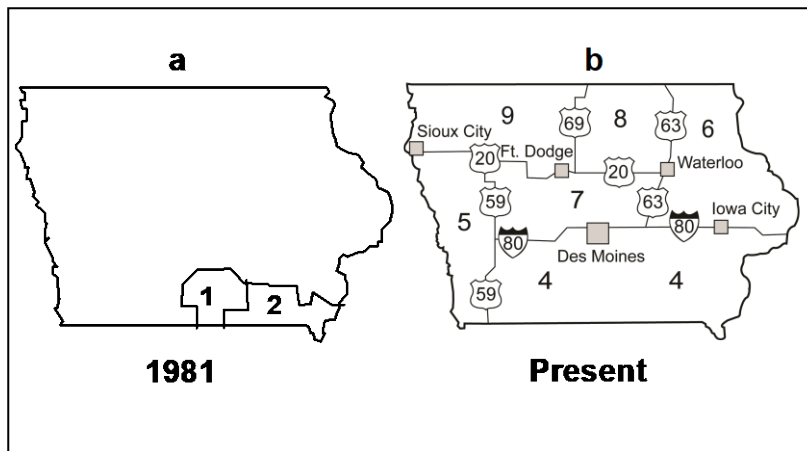 a
b
1
2
1981
9
8
6
69
63
Sioux City
Ft. Dodge
20
20
Waterloo
59
7
63
5
Iowa City
80
80
Des Moines
4
4
59
Present